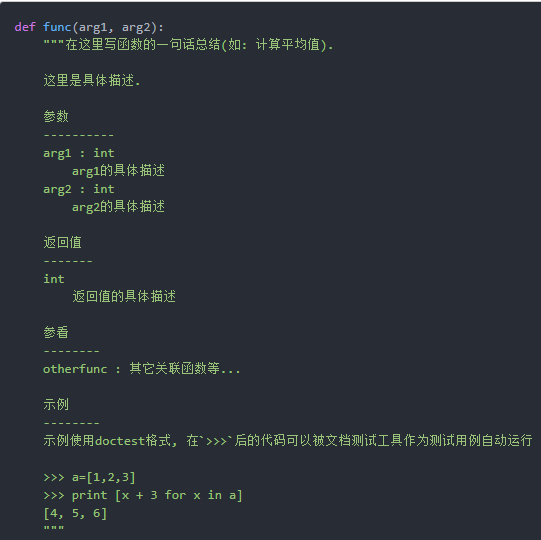 def func(arg1, arg2):
    """在这里写函数的一句话总结(如: 计算平均值).

    这里是具体描述.

    参数
    ----------
    arg1 : int
        arg1的具体描述
    arg2 : int
        arg2的具体描述

    返回值
    -------
    int
        返回值的具体描述

    参看
    --------
    otherfunc : 其它关联函数等...

    示例
    --------
    示例使用doctest格式, 在`>>>`后的代码可以被文档测试工具作为测试用例自动运行

    >>> a=[1,2,3]
    >>> print [x + 3 for x in a]
    [4, 5, 6]
    """